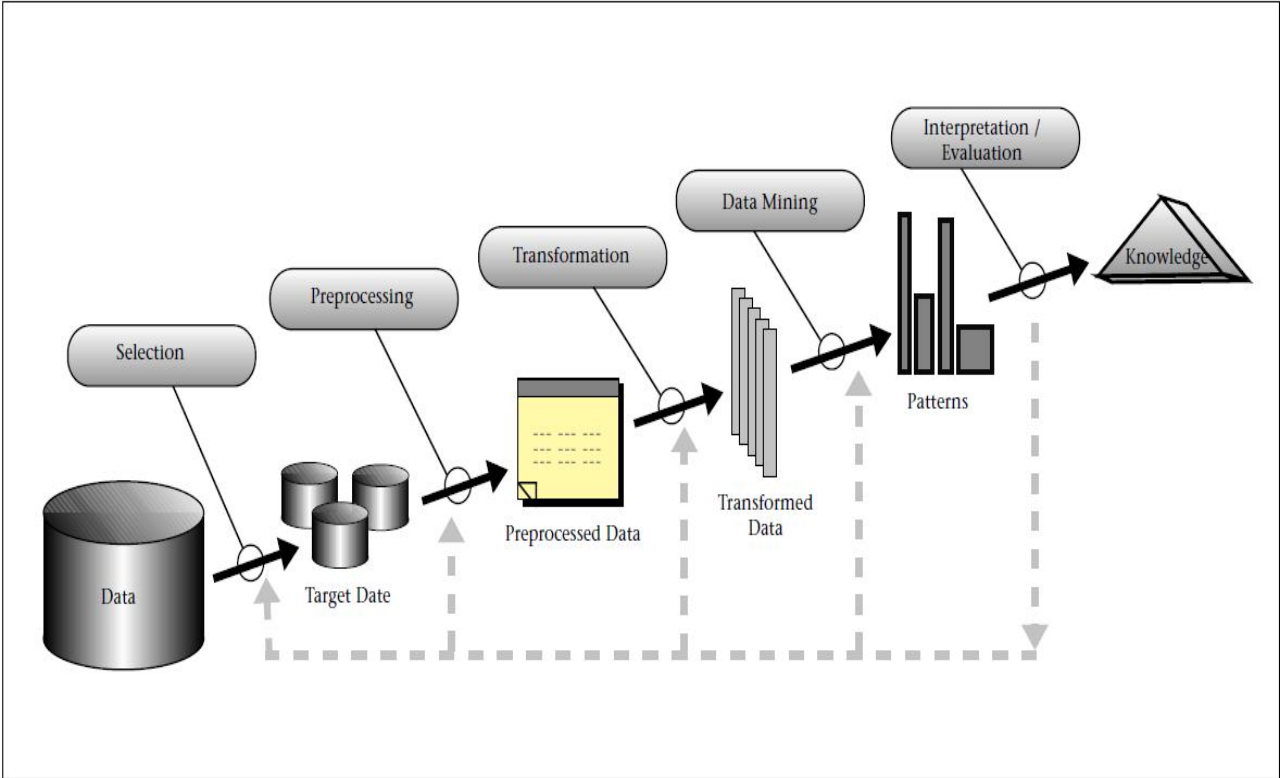 Interpretation /
Evaluation
Data Mining
Transformation
Preprocessing
Selection
Knowledge
Patterns
Transformed
Data
Preprocessed Data
Target Date
Data